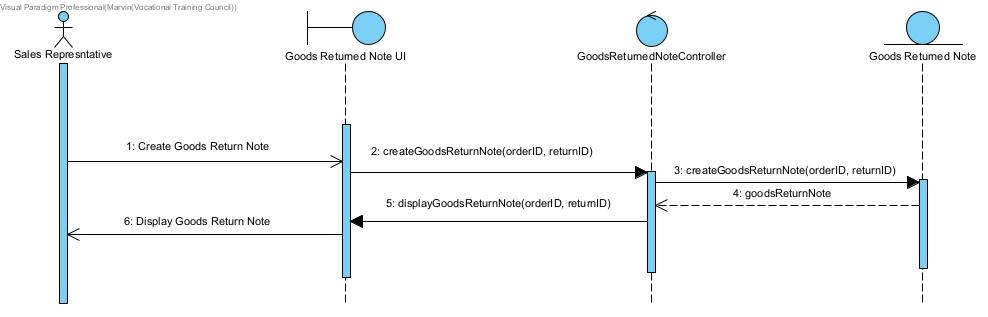 Visual Paradigm Professional(Marvin(Vocational Training Council))
Sales Represntative
Goods Returned Note UI
GoodsReturnedNoteController
Goods Returned Note
1: Create Goods Return Note
2: createGoodsReturnNote(orderID, returnID)
3: createGoodsReturnNote(orderID, returnID)
4: goodsReturnNote
5: displayGoodsReturnNote(orderID, returnID)
6: Display Goods Return Note